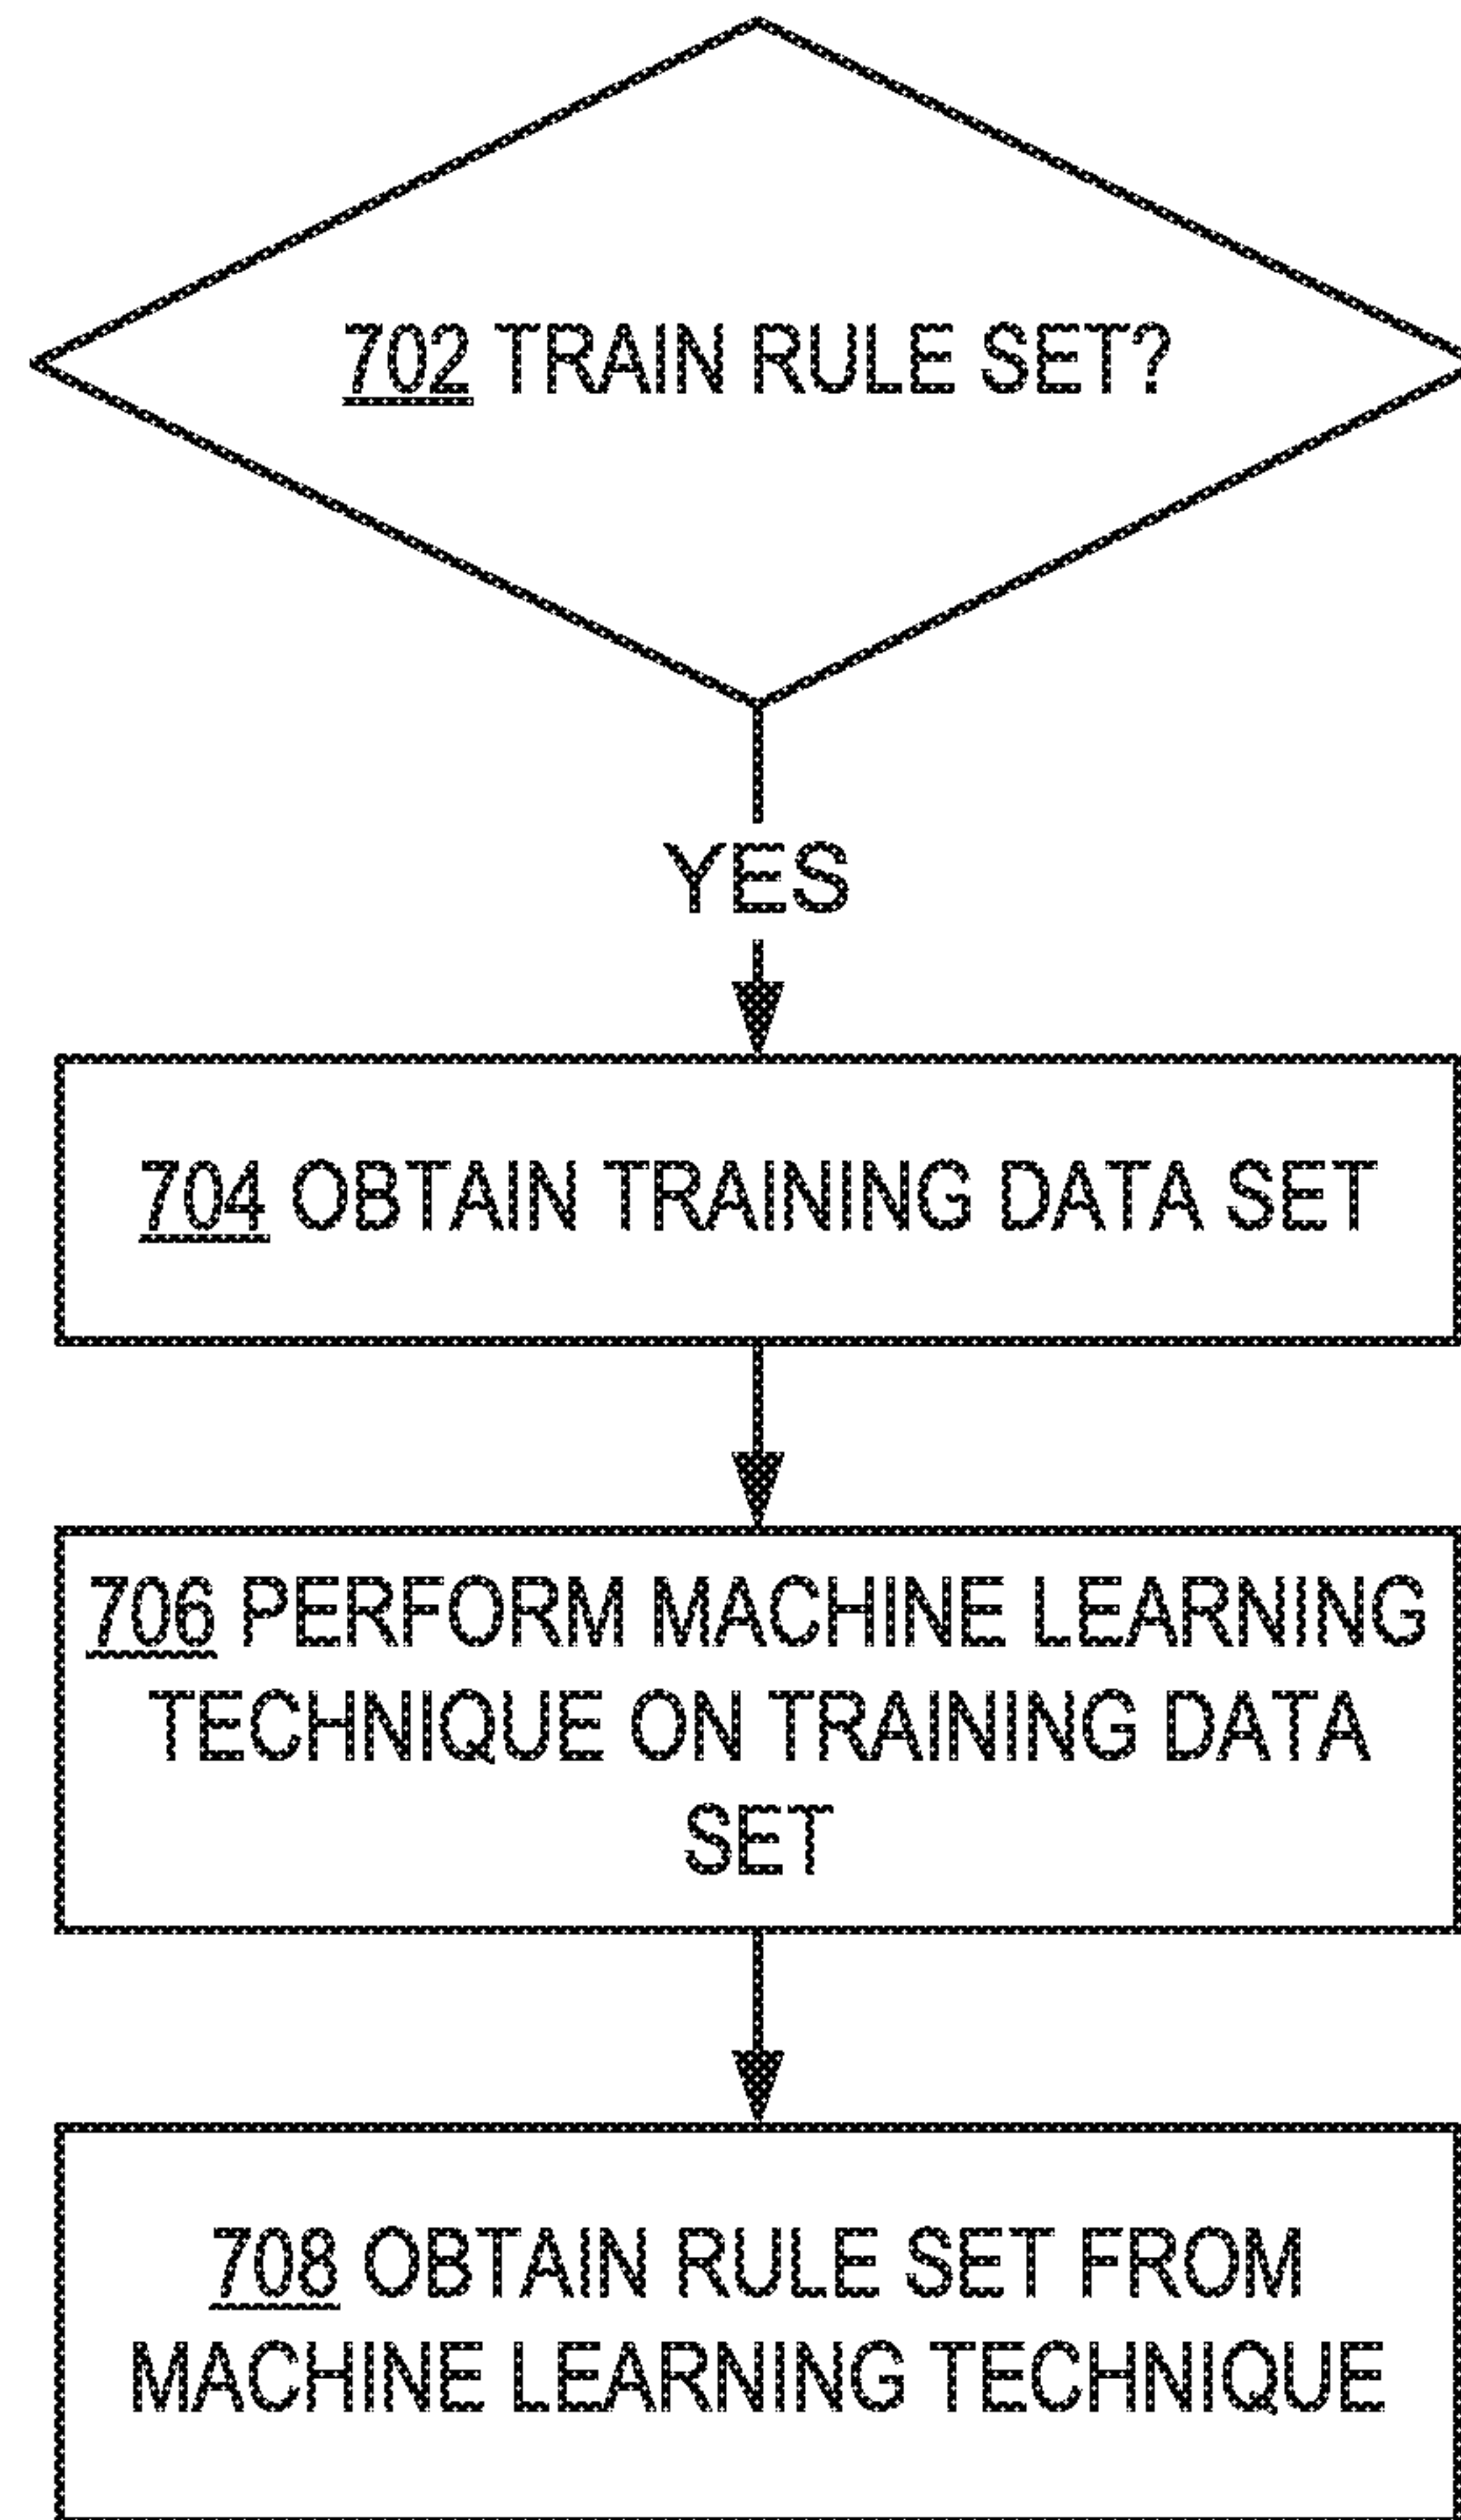 702 TRAIN RULE SET?
YES
704 OBTAIN TRAINING DATA SET
706 PERFORM MACHINE LEARNING
TECHNIQUE ON TRAINING DATA
SET
708 OBTAIN RULE SET FROM
MACHINE LEARNING TECHNIQUE